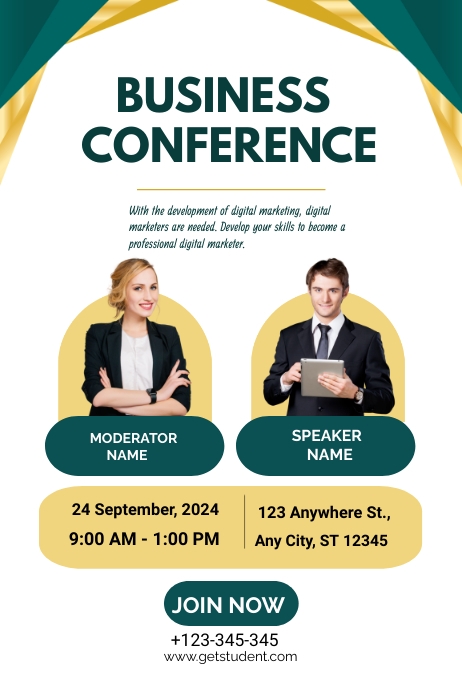 BUSINESS
CONFERENCE
With the development of digital marketing, digital
marketers are needed. Develop your skills to become a
professional digital marketer.
MODERATOR
NAME
SPEAKER
NAME
24 September, 2024
9:00 AM - 1:00 PM
123 Anywhere St.,
Any City, ST 12345
JOIN NOW
+123-345-345
www.getstudent.com